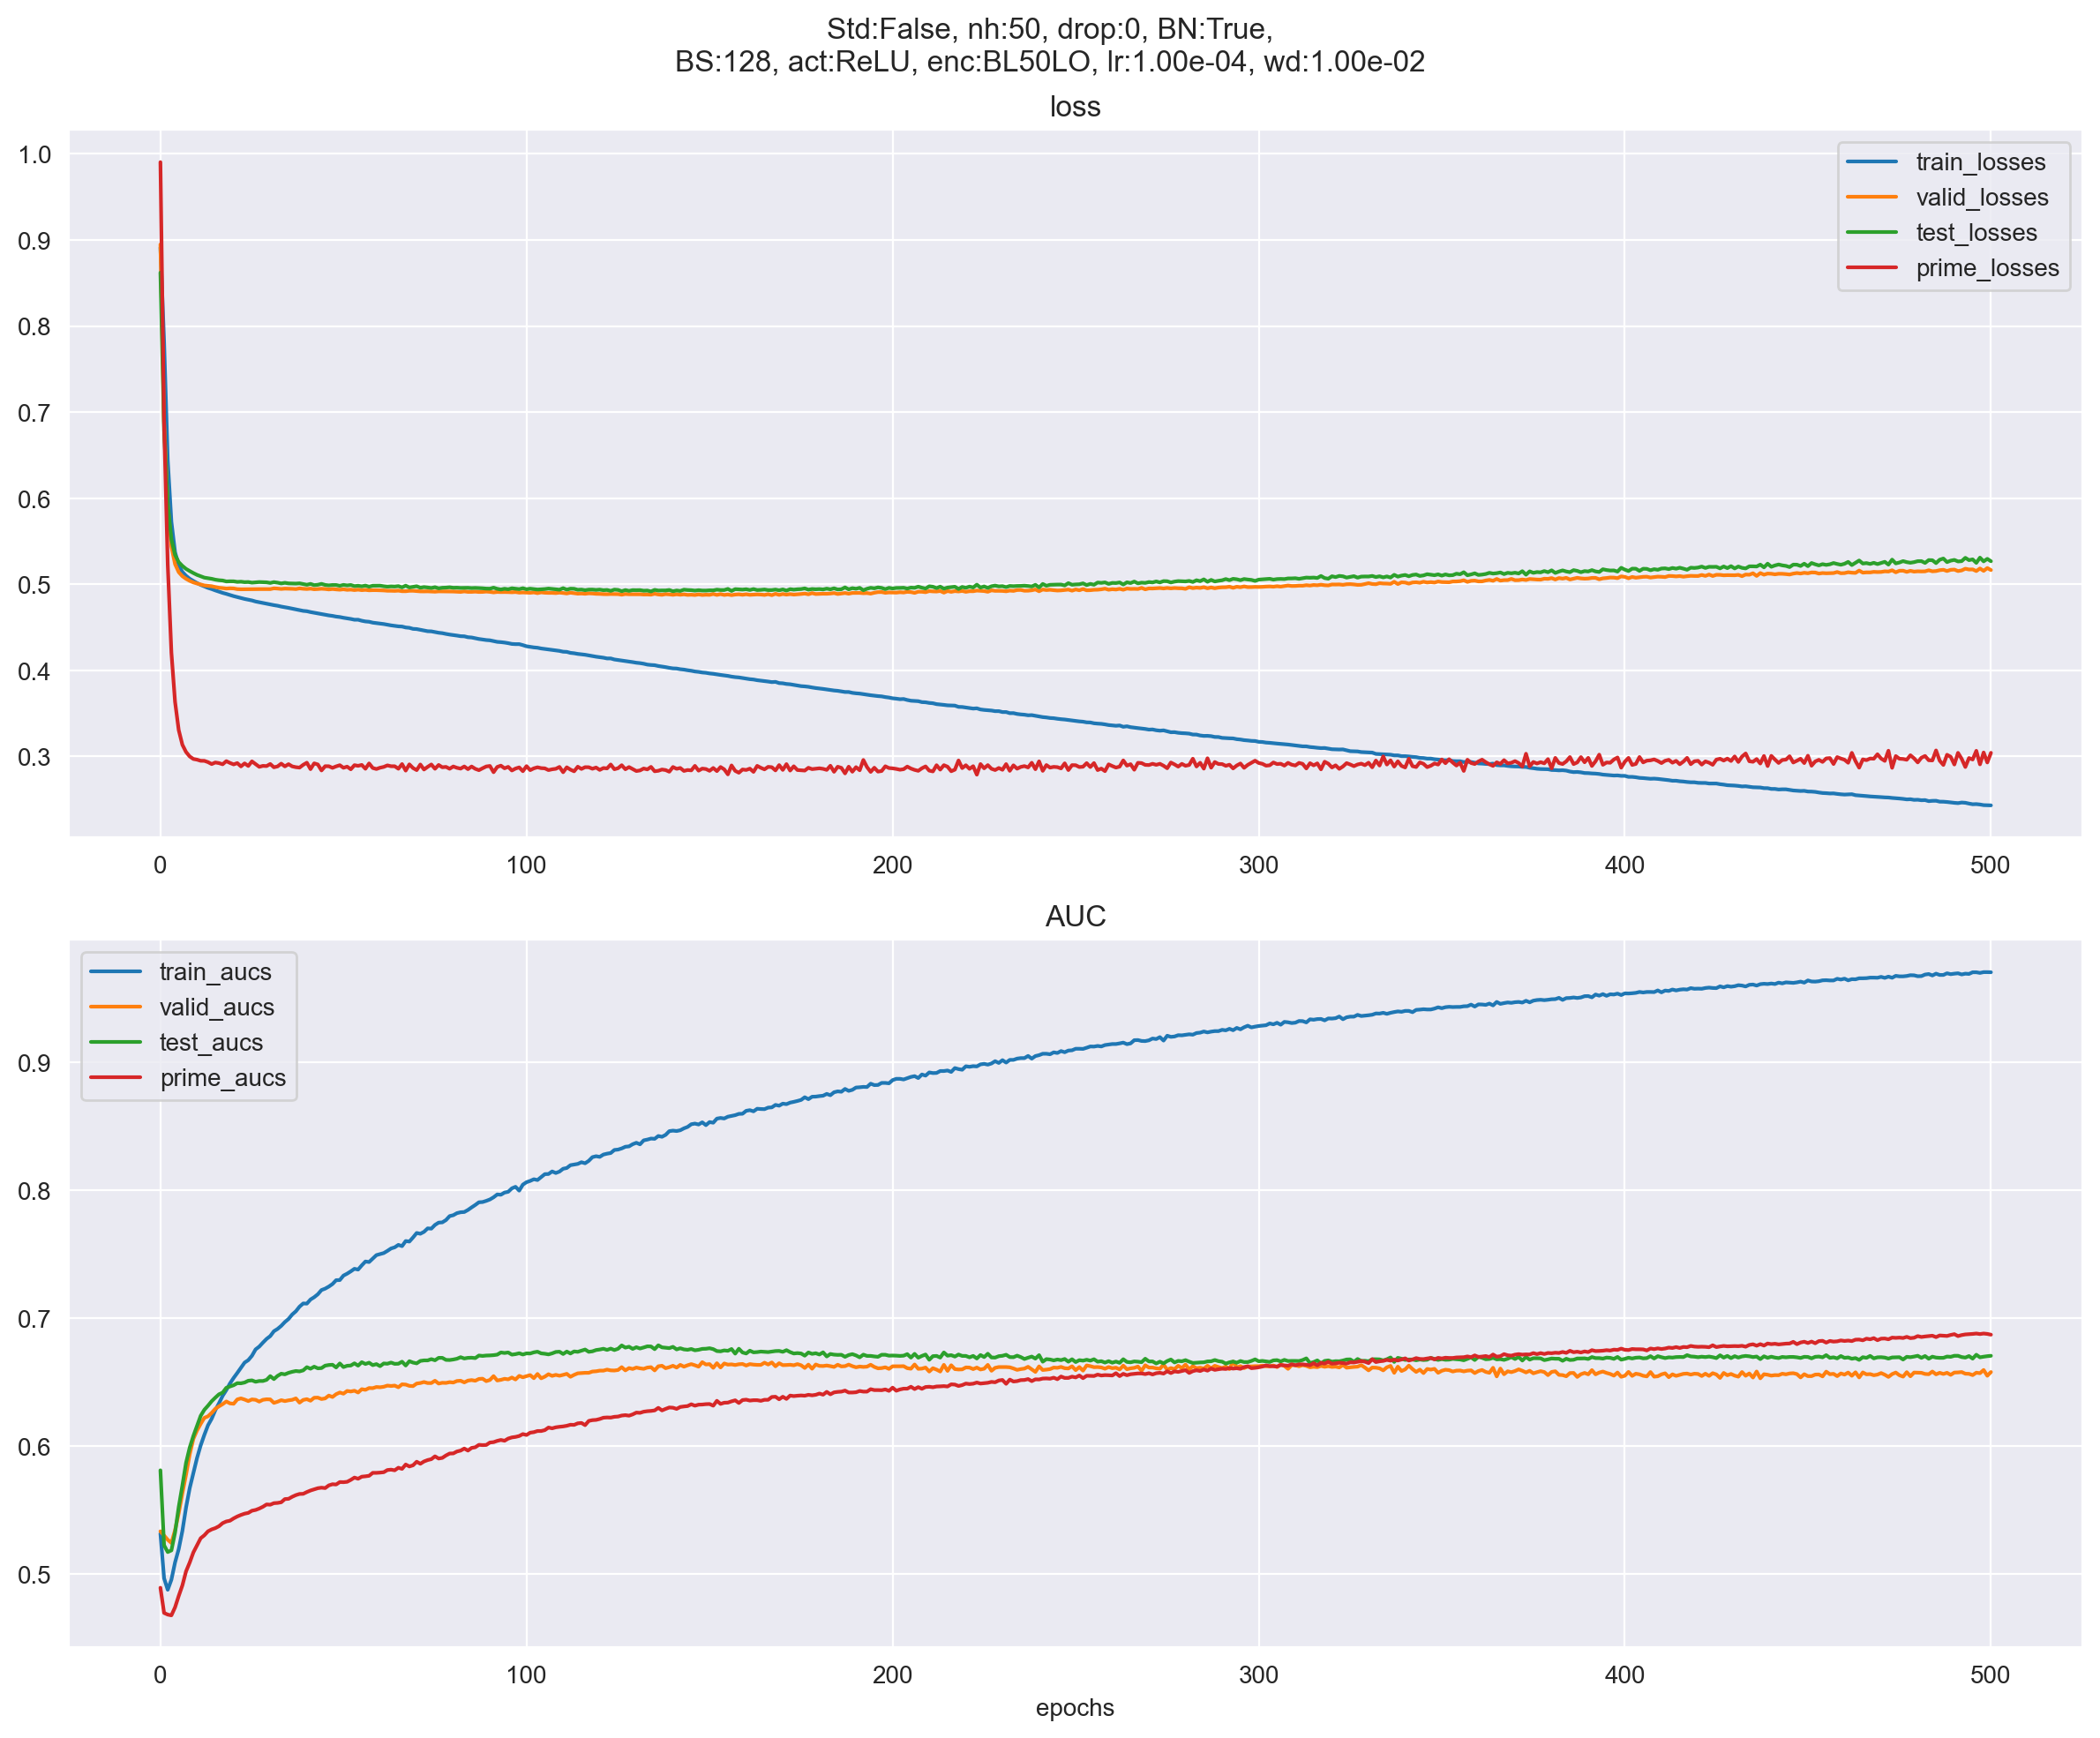 Std:False, nh:50, drop:0, BN:True,
BS:128, act:ReLU, enc:BL50LO, lr:1.00e-04, wd:1.00e-02
loss
1.0
0.9
0.8
0.7
0.6
0.5
0.4
0.3
train_losses
valid_losses
test_losses
prime_losses
0 100 200 300 400 500
AUC
train_aucs
valid_aucs
test_aucs
prime_aucs
0.9
0.8
0.7
0.6
0.5
0 100 200 300 400 500
epochs